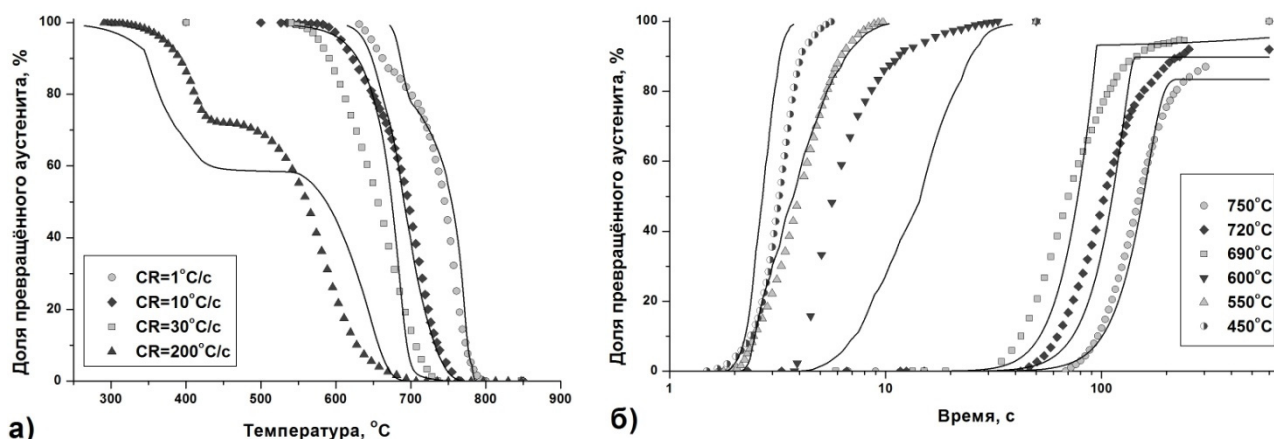 100
80
60
40
20
0
Доля превращённого аустенита, %
CR=1°C/c
CR=10°C/c
CR=30°C/c
CR=200°C/c
200 300 400 500 600 700 800 900
Температура, °C
а)
100
80
60
40
20
0
Доля превращённого аустенита, %
750°C
720°C
690°C
600°C
550°C
450°C
1 10 100
Время, с
б)